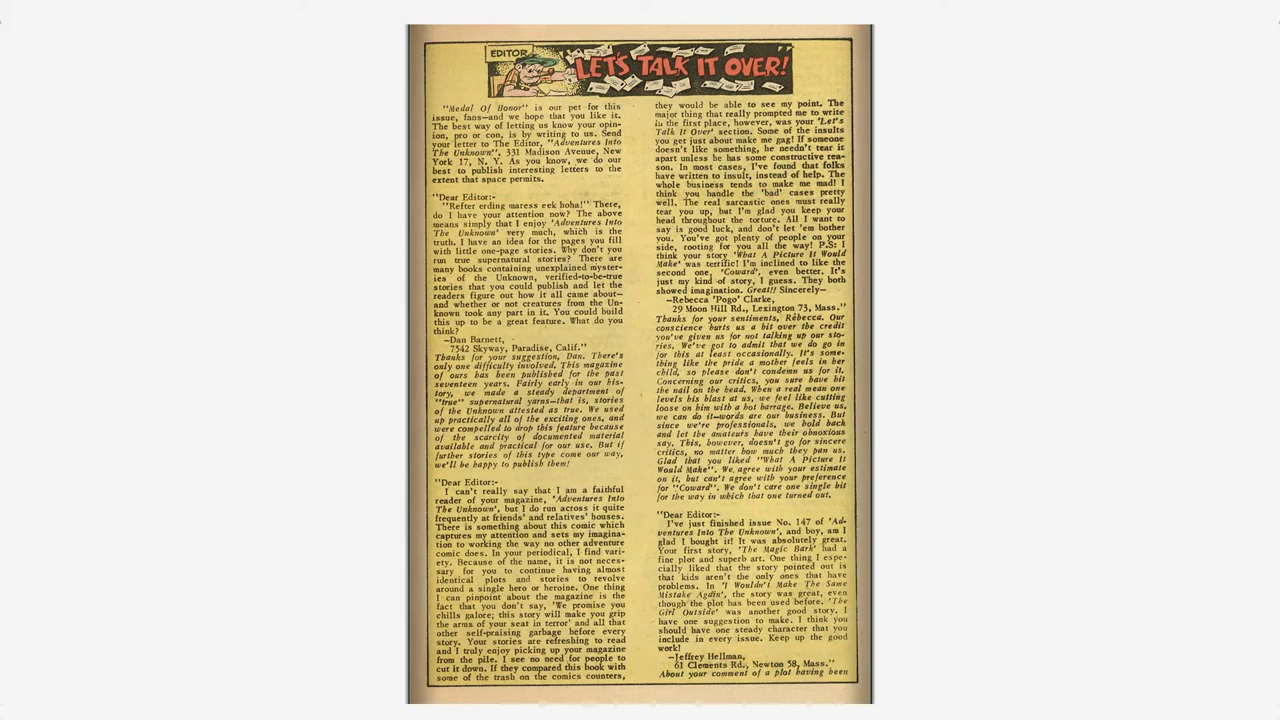 EDITOR
LET'S TALK IT OVER!
"Medal Of Honor" is our pet for this
issue, fans—and we hope that you like it.
The best way of letting us know your opin-
ion, pro or con, is by writing to us. Send
your letter to The Editor, "Adventures Into
The Unknown", 331 Madison Avenue, New
York 17, N. Y. As you know, we do our
best to publish interesting letters to the
extent that space permits.
"Dear Editor:-
"Refter erding maress eek hoha!" There,
do I have your attention now? The above
means simply that I enjoy 'Adventures Into
The Unknown' very much, which is the
truth. I have an idea for the pages you fill
with little one-page stories. Why don't you
run true supernatural stories? There are
many books containing unexplained myster-
ies of the Unknown, verified-to-be-true
stories that you could publish and let the
readers figure out how it all came about—
and whether or not creatures from the Un-
known took any part in it. You could build
this up to be a great feature. What do you
think?
—Dan Barnett,
7542 Skyway, Paradise, Calif."
Thanks for your suggestion, Dan. There's
only one difficulty involved. This magazine
of ours has been published for the past
seventeen years. Fairly early in our his-
tory, we made a steady department of
"true" supernatural yarns—that is, stories
of the Unknown attested as true. We used
up practically all of the exciting ones, and
were compelled to drop this feature because
of the scarcity of documented material
available and practical for our use. But if
further stories of this type come our way,
we'll be happy to publish them!
"Dear Editor:-
I can't really say that I am a faithful
reader of your magazine, 'Adventures Into
The Unknown', but I do run across it quite
frequently at friends' and relatives' houses.
There is something about this comic which
captures my attention and sets my imagina-
tion to working the way no other adventure
comic does. In your periodical, I find vari-
ety. Because of the name, it is not neces-
sary for you to continue having almost
identical plots and stories to revolve
around a single hero or heroine. One thing
I can pinpoint about the magazine is the
fact that you don't say, 'We promise you
chills galore; this story will make you grip
the arms of your seat in terror' and all that
other self-praising garbage before every
story. Your stories are refreshing to read
and I truly enjoy picking up your magazine
from the pile. I see no need for people to
cut it down. If they compared this book with
some of the trash on the comics counters,
they would be able to see my point. The
major thing that really prompted me to write
in the first place, however, was your 'Let's
Talk It Over' section. Some of the insults
you get just about make me gag! If someone
doesn't like something, he needn't tear it
apart unless he has some constructive rea-
son. In most cases, I've found that folks
have written to insult, instead of help. The
whole business tends to make me mad! I
think you handle the 'bad' cases pretty
well. The real sarcastic ones must really
tear you up, but I'm glad you keep your
head throughout the torture. All I want to
say is good luck, and don't let 'em bother
you. You've got plenty of people on your
side, rooting for you all the way! P.S: I
think your story 'What A Picture It Would
Make' was terrific! I'm inclined to like the
second one, 'Coward', even better. It's
just my kind of story, I guess. They both
showed imagination. Great!! Sincerely—
—Rebecca 'Pogo' Clarke,
29 Moon Hill Rd., Lexington 73, Mass."
Thanks for your sentiments, Rebecca. Our
conscience hurts us a bit over the credit
you've given us for not talking up our sto-
ries. We've got to admit that we do go in
for this at least occasionally. It's some-
thing like the pride a mother feels in her
child, so please don't condemn us for it.
Concerning our critics, you sure have hit
the nail on the head. When a real mean one
levels his blast at us, we feel like cutting
loose on him with a hot barrage. Believe us,
we can do it—words are our business. But
since we're professionals, we hold back
and let the amateurs have their obnoxious
say. This, however, doesn't go for sincere
critics, no matter how much they pan us.
Glad that you liked "What A Picture It
Would Make". We agree with your estimate
on it, but can't agree with your preference
for "Coward". We don't care one single bit
for the way in which that one turned out.
"Dear Editor:-
I've just finished issue No. 147 of 'Ad-
ventures Into The Unknown', and boy, am I
glad I bought it! It was absolutely great.
Your first story, 'The Magic Bark' had a
fine plot and superb art. One thing I espe-
cially liked that the story pointed out is
that kids aren't the only ones that have
problems. In 'I Wouldn't Make The Same
Mistake Again', the story was great, even
though the plot has been used before. 'The
Girl Outside' was another good story. I
have one suggestion to make. I think you
should have one steady character that you
include in every issue. Keep up the good
work!
—Jeffrey Hellman,
61 Clements Rd., Newton 58, Mass."
About your comment of a plot having been